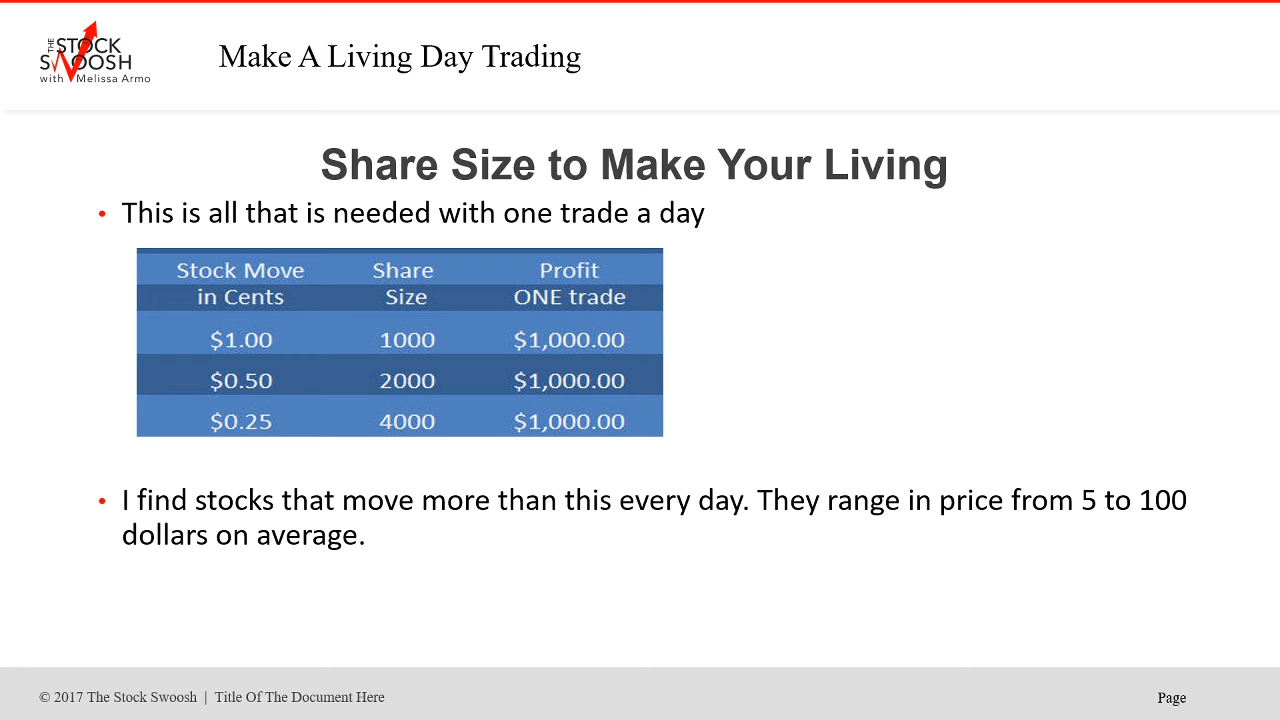 THE
STOCK
SWOOSH
with Melissa Armo
Make A Living Day Trading
Share Size to Make Your Living
• This is all that is needed with one trade a day
Stock Move Share Profit
in Cents Size ONE trade
$1.00 1000 $1,000.00
$0.50 2000 $1,000.00
$0.25 4000 $1,000.00
• I find stocks that move more than this every day. They range in price from 5 to 100
dollars on average.
© 2017 The Stock Swoosh | Title Of The Document Here Page